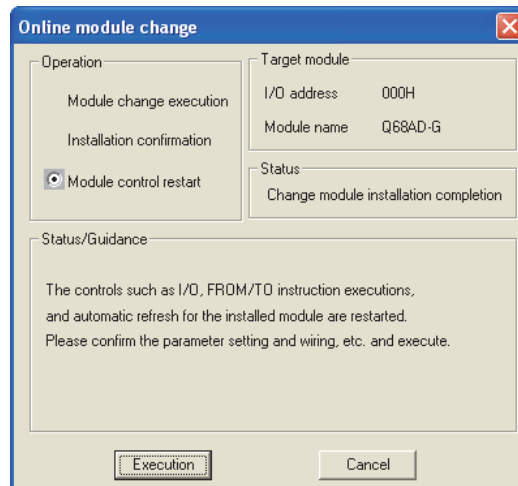 Online module change
Operation
Module change execution
Installation confirmation
Module control restart
Target module
I/O address 000H
Module name Q68AD-G
Status
Change module installation completion
Status/Guidance
The controls such as I/O, FROM/TO instruction executions,
and automatic refresh for the installed module are restarted.
Please confirm the parameter setting and wiring, etc. and execute.
Execution Cancel